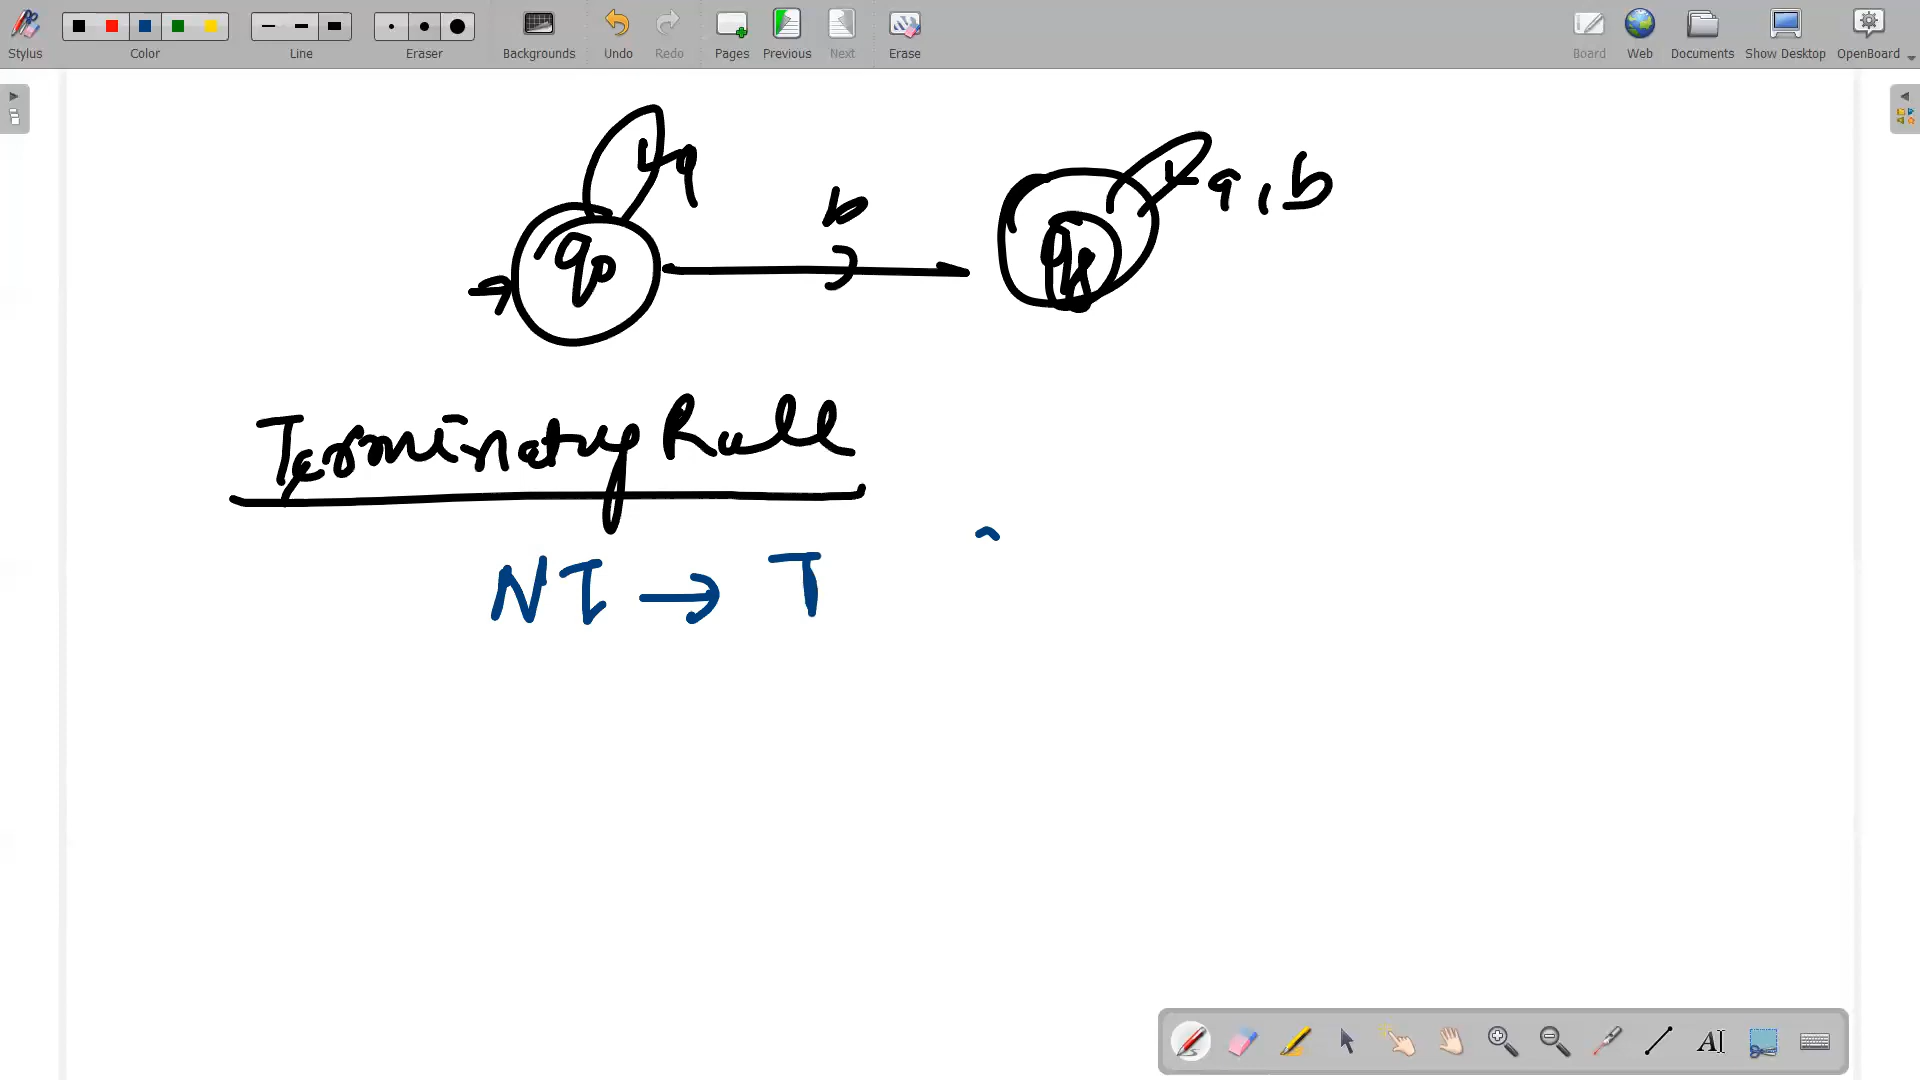 Stylus Color Line Eraser Backgrounds Undo Redo Pages Previous Next Erase Board Web Documents Show Desktop OpenBoard
a
b
a, b
q0
qf
Terminatry Rule
NT → T